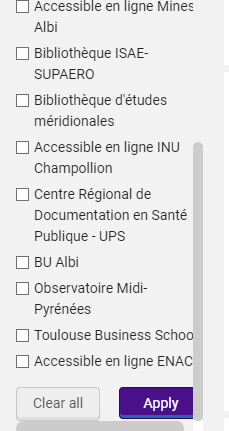 Accessible en ligne Mines
Albi
Bibliothèque ISAE-
SUPAERO
Bibliothèque d'études
méridionales
Accessible en ligne INU
Champollion
Centre Régional de
Documentation en Santé
Publique - UPS
BU Albi
Observatoire Midi-
Pyrénées
Toulouse Business Schoo
Accessible en ligne ENAC
Clear all Apply